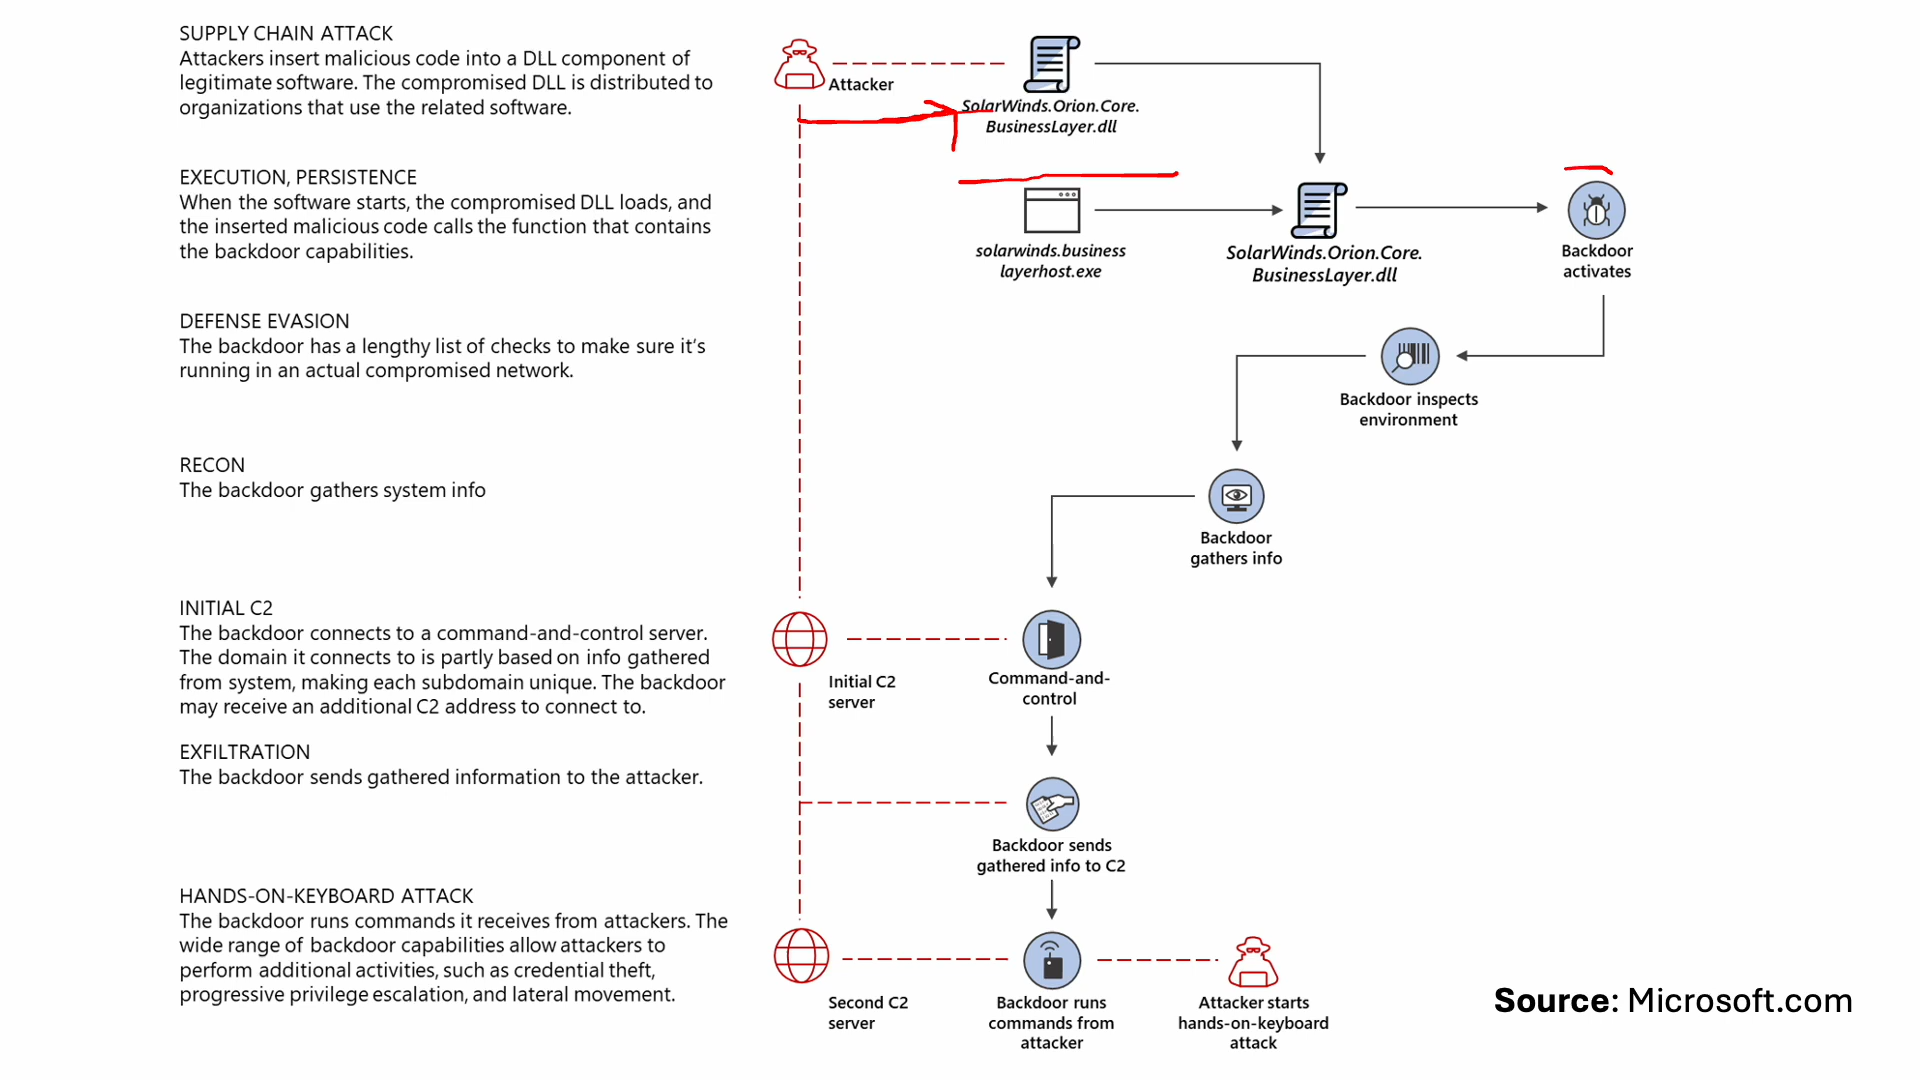 SUPPLY CHAIN ATTACK
Attackers insert malicious code into a DLL component of
legitimate software. The compromised DLL is distributed to
organizations that use the related software.
Attacker
SolarWinds.Orion.Core.
BusinessLayer.dll
EXECUTION, PERSISTENCE
When the software starts, the compromised DLL loads, and
the inserted malicious code calls the function that contains
the backdoor capabilities.
solarwinds.business
layerhost.exe
SolarWinds.Orion.Core.
BusinessLayer.dll
Backdoor
activates
DEFENSE EVASION
The backdoor has a lengthy list of checks to make sure it's
running in an actual compromised network.
Backdoor inspects
environment
RECON
The backdoor gathers system info
Backdoor
gathers info
INITIAL C2
The backdoor connects to a command-and-control server.
The domain it connects to is partly based on info gathered
from system, making each subdomain unique. The backdoor
may receive an additional C2 address to connect to.
Initial C2
server
Command-and-
control
EXFILTRATION
The backdoor sends gathered information to the attacker.
Backdoor sends
gathered info to C2
HANDS-ON-KEYBOARD ATTACK
The backdoor runs commands it receives from attackers. The
wide range of backdoor capabilities allow attackers to
perform additional activities, such as credential theft,
progressive privilege escalation, and lateral movement.
Second C2
server
Backdoor runs
commands from
attacker
Attacker starts
hands-on-keyboard
attack
Source: Microsoft.com